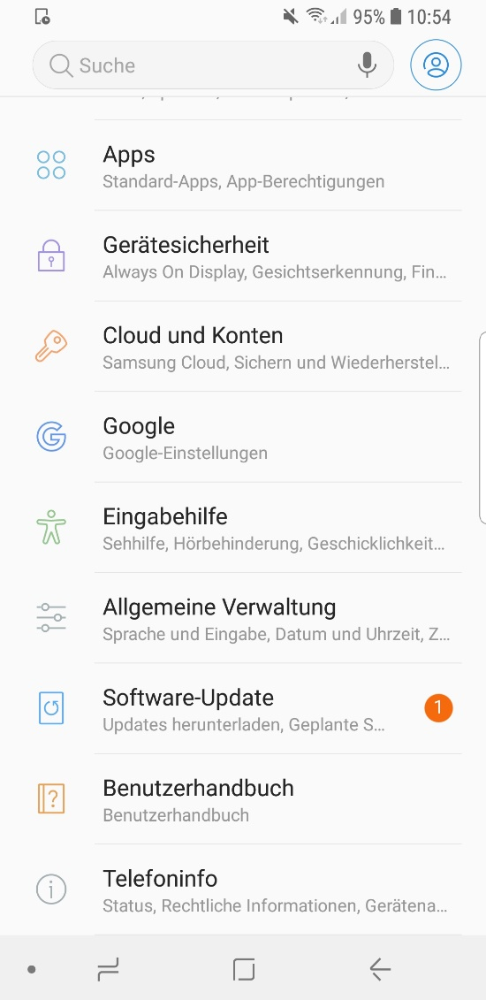 95% 10:54
Suche
Apps
Standard-Apps, App-Berechtigungen
Gerätesicherheit
Always On Display, Gesichtserkennung, Fin...
Cloud und Konten
Samsung Cloud, Sichern und Wiederherstel...
Google
Google-Einstellungen
Eingabehilfe
Sehhilfe, Hörbehinderung, Geschicklichkeit...
Allgemeine Verwaltung
Sprache und Eingabe, Datum und Uhrzeit, Z...
Software-Update
1
Updates herunterladen, Geplante S...
Benutzerhandbuch
Benutzerhandbuch
Telefoninfo
Status, Rechtliche Informationen, Gerätena...